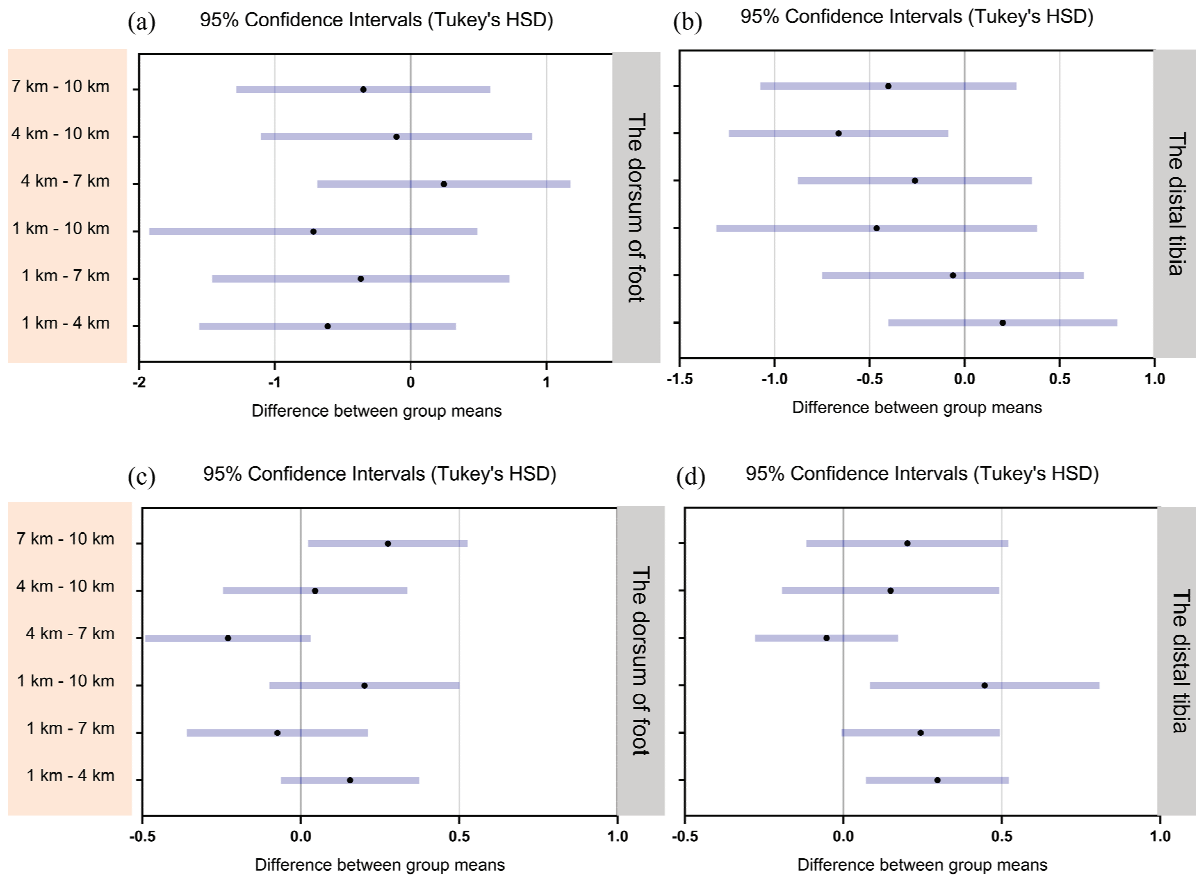 (a)
95% Confidence Intervals (Tukey's HSD)
7 km - 10 km
4 km - 10 km
4 km - 7 km
1 km - 10 km
1 km - 7 km
1 km - 4 km
The dorsum of foot
-2 -1 0 1
Difference between group means
(b)
95% Confidence Intervals (Tukey's HSD)
The distal tibia
-1.5 -1.0 -0.5 0.0 0.5 1.0
Difference between group means
(c)
95% Confidence Intervals (Tukey's HSD)
7 km - 10 km
4 km - 10 km
4 km - 7 km
1 km - 10 km
1 km - 7 km
1 km - 4 km
The dorsum of foot
-0.5 0.0 0.5 1.0
Difference between group means
(d)
95% Confidence Intervals (Tukey's HSD)
The distal tibia
-0.5 0.0 0.5 1.0
Difference between group means